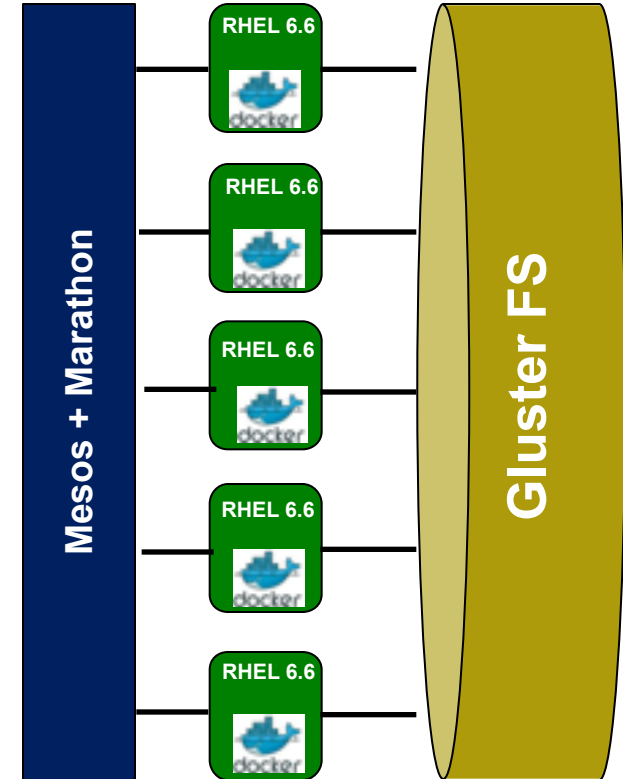 Mesos + Marathon
RHEL 6.6
docker
RHEL 6.6
docker
RHEL 6.6
docker
RHEL 6.6
docker
RHEL 6.6
docker
Gluster FS